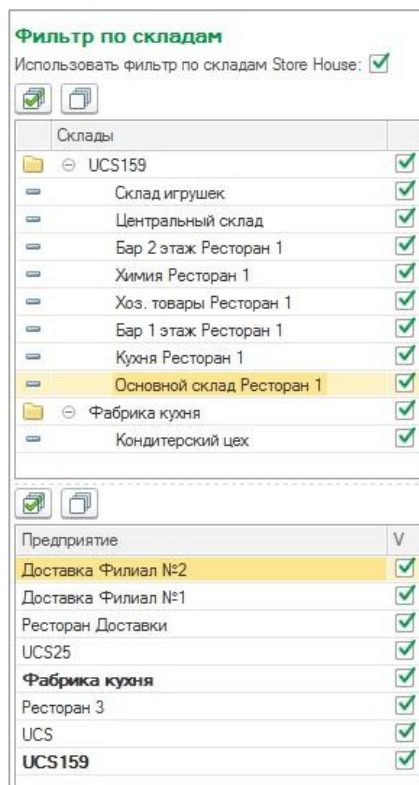 Фильтр по складам
Использовать фильтр по складам Store House:
Склады
UCS159
Склад игрушек
Центральный склад
Бар 2 этаж Ресторан 1
Химия Ресторан 1
Хоз. товары Ресторан 1
Бар 1 этаж Ресторан 1
Кухня Ресторан 1
Основной склад Ресторан 1
Фабрика кухня
Кондитерский цех
Предприятие V
Доставка Филиал №2
Доставка Филиал №1
Ресторан Доставки
UCS25
Фабрика кухня
Ресторан 3
UCS
UCS159